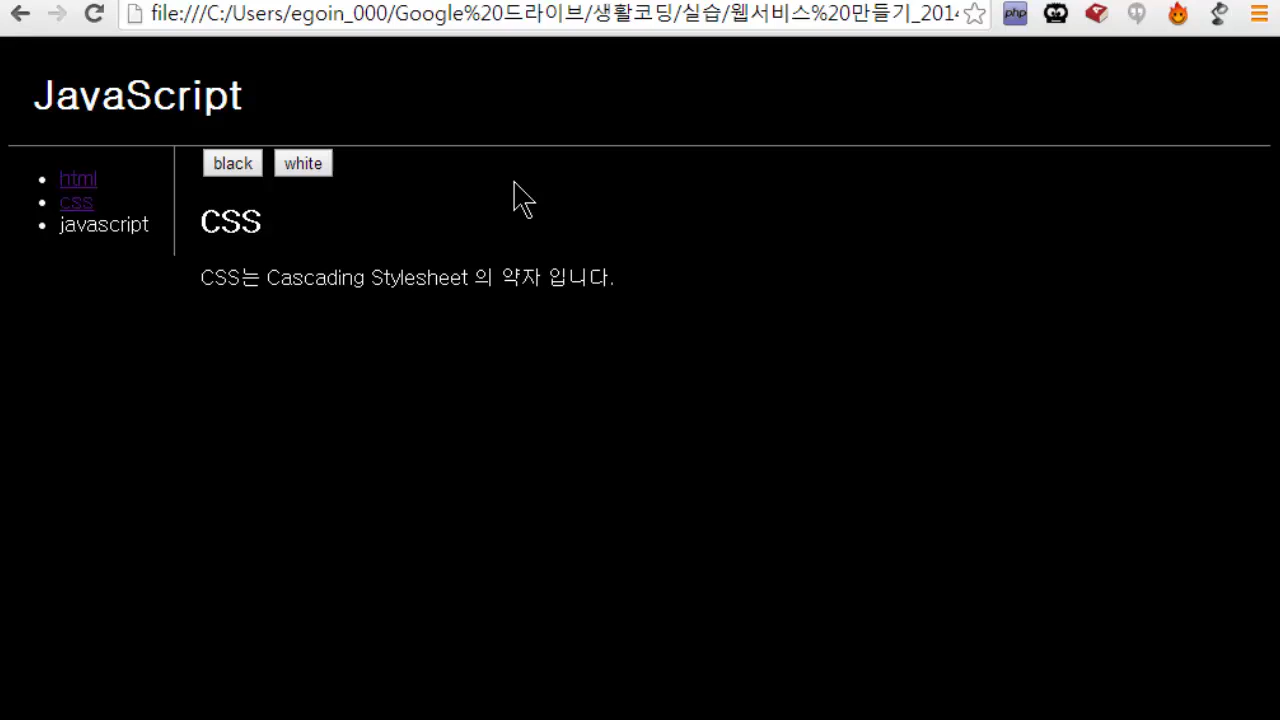 file:///C:/Users/egoin_000/Google%20드라이브/생활코딩/실습/웹서비스%20만들기_2014
php
JavaScript
black white
html
css
javascript
CSS
CSS는 Cascading Stylesheet 의 약자 입니다.